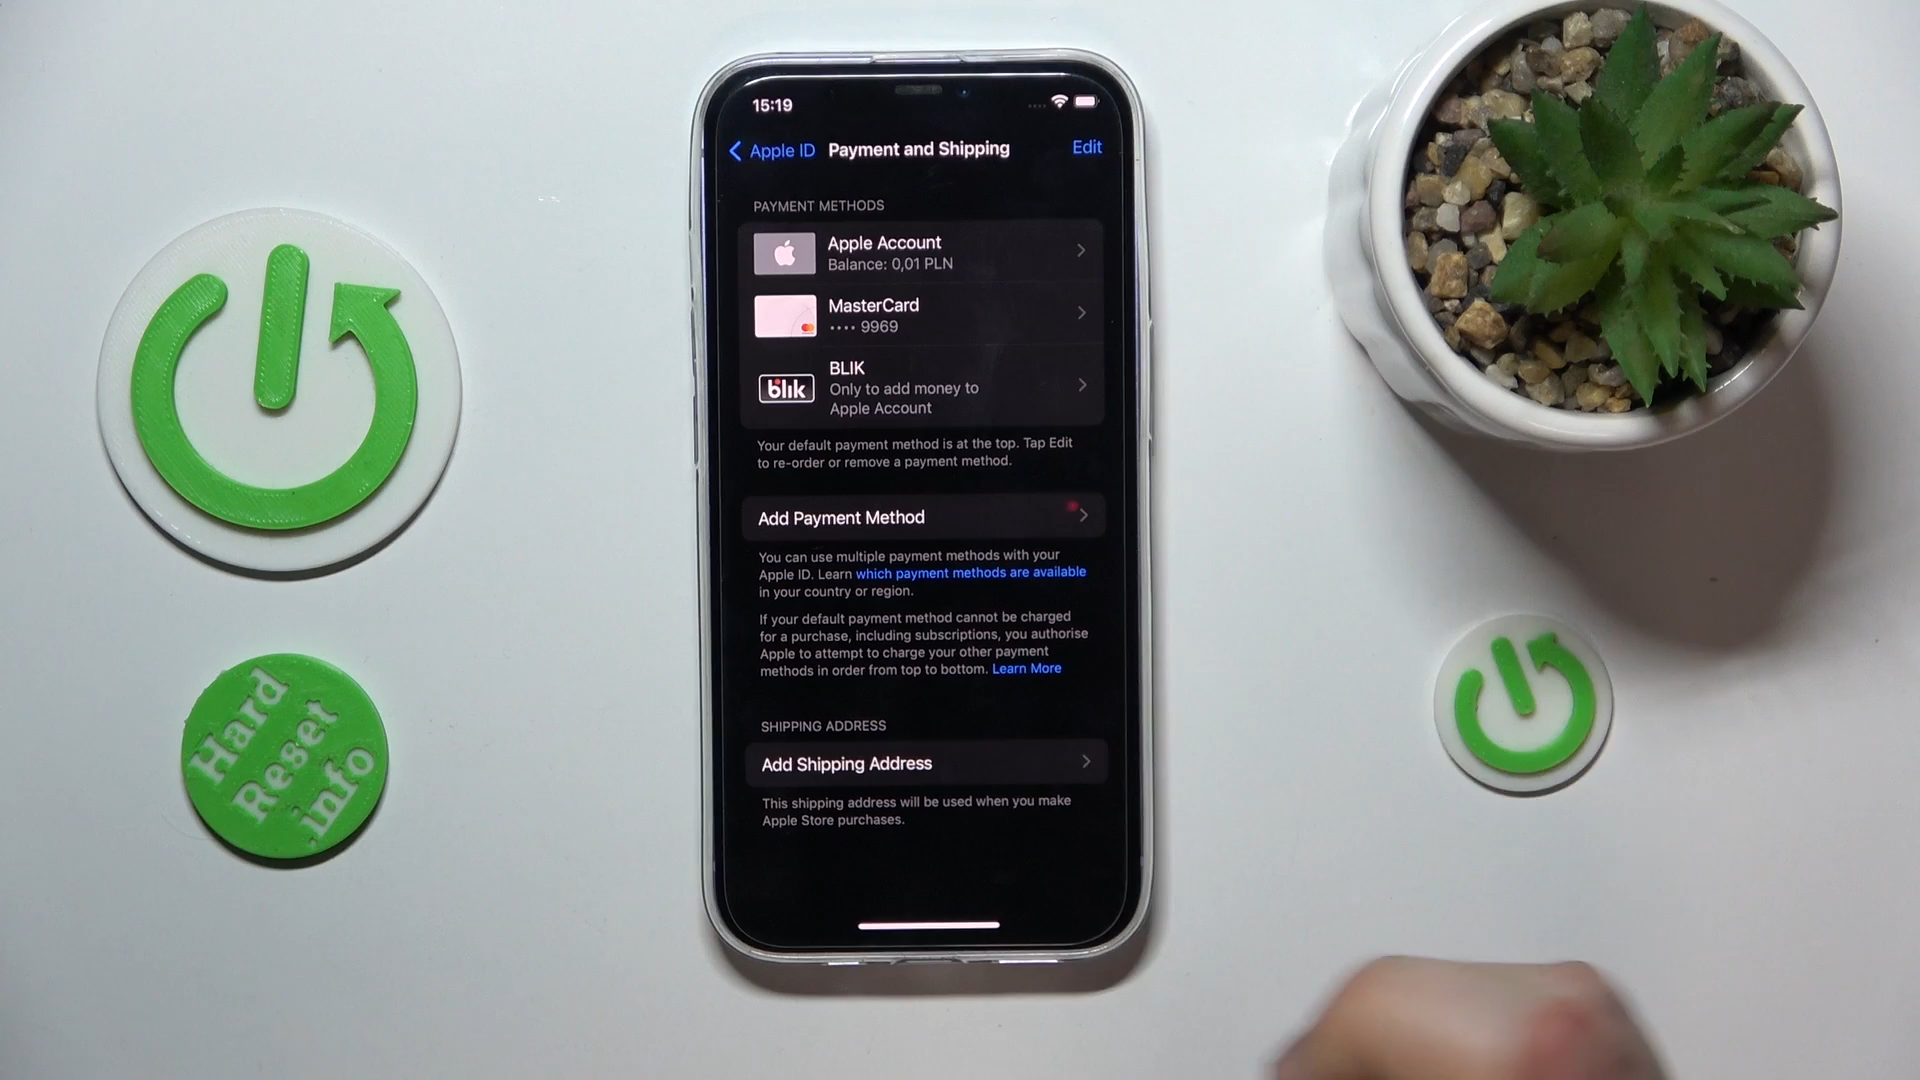 15:19
Apple ID Payment and Shipping Edit
PAYMENT METHODS
Apple Account
Balance: 0,01 PLN
MasterCard
•••• 9969
blik
BLIK
Only to add money to
Apple Account
Your default payment method is at the top. Tap Edit
to re-order or remove a payment method.
Add Payment Method
You can use multiple payment methods with your
Apple ID. Learn which payment methods are available
in your country or region.
If your default payment method cannot be charged
for a purchase, including subscriptions, you authorise
Apple to attempt to charge your other payment
methods in order from top to bottom. Learn More
SHIPPING ADDRESS
Add Shipping Address
This shipping address will be used when you make
Apple Store purchases.
Hard
Reset
.info